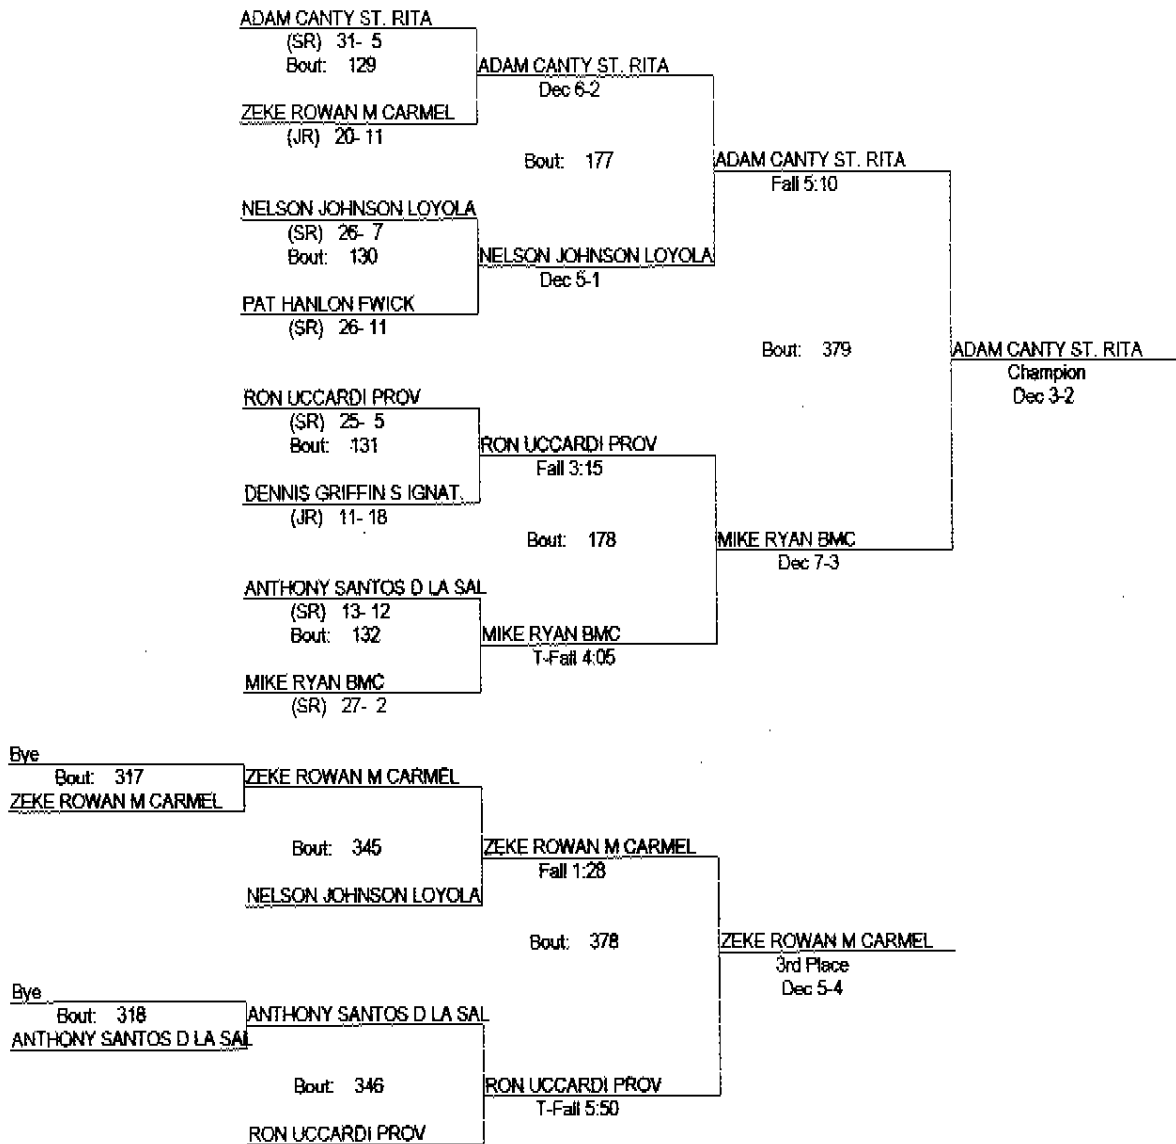 ADAM CANTY ST. RITA
(SR) 31- 5
Bout: 129
ADAM CANTY ST. RITA
Dec 6-2
ZEKE ROWAN M CARMEL
(JR) 20- 11
Bout: 177
ADAM CANTY ST. RITA
Fall 5:10
NELSON JOHNSON LOYOLA
(SR) 26- 7
Bout: 130
NELSON JOHNSON LOYOLA
Dec 5-1
PAT HANLON FWICK
(SR) 26- 11
Bout: 379
ADAM CANTY ST. RITA
Champion
Dec 3-2
RON UCCARDI PROV
(SR) 25- 5
Bout: 131
RON UCCARDI PROV
Fall 3:15
DENNIS GRIFFIN S IGNAT.
(JR) 11- 18
Bout: 178
MIKE RYAN BMC
Dec 7-3
ANTHONY SANTOS D LA SAL
(SR) 13- 12
Bout: 132
MIKE RYAN BMC
T-Fall 4:05
MIKE RYAN BMC
(SR) 27- 2
Bye
Bout: 317
ZEKE ROWAN M CARMEL
ZEKE ROWAN M CARMEL
Bout: 345
ZEKE ROWAN M CARMEL
Fall 1:28
NELSON JOHNSON LOYOLA
Bout: 378
ZEKE ROWAN M CARMEL
3rd Place
Dec 5-4
Bye
Bout: 318
ANTHONY SANTOS D LA SAL
ANTHONY SANTOS D LA SAL
Bout: 346
RON UCCARDI PROV
T-Fall 5:50
RON UCCARDI PROV